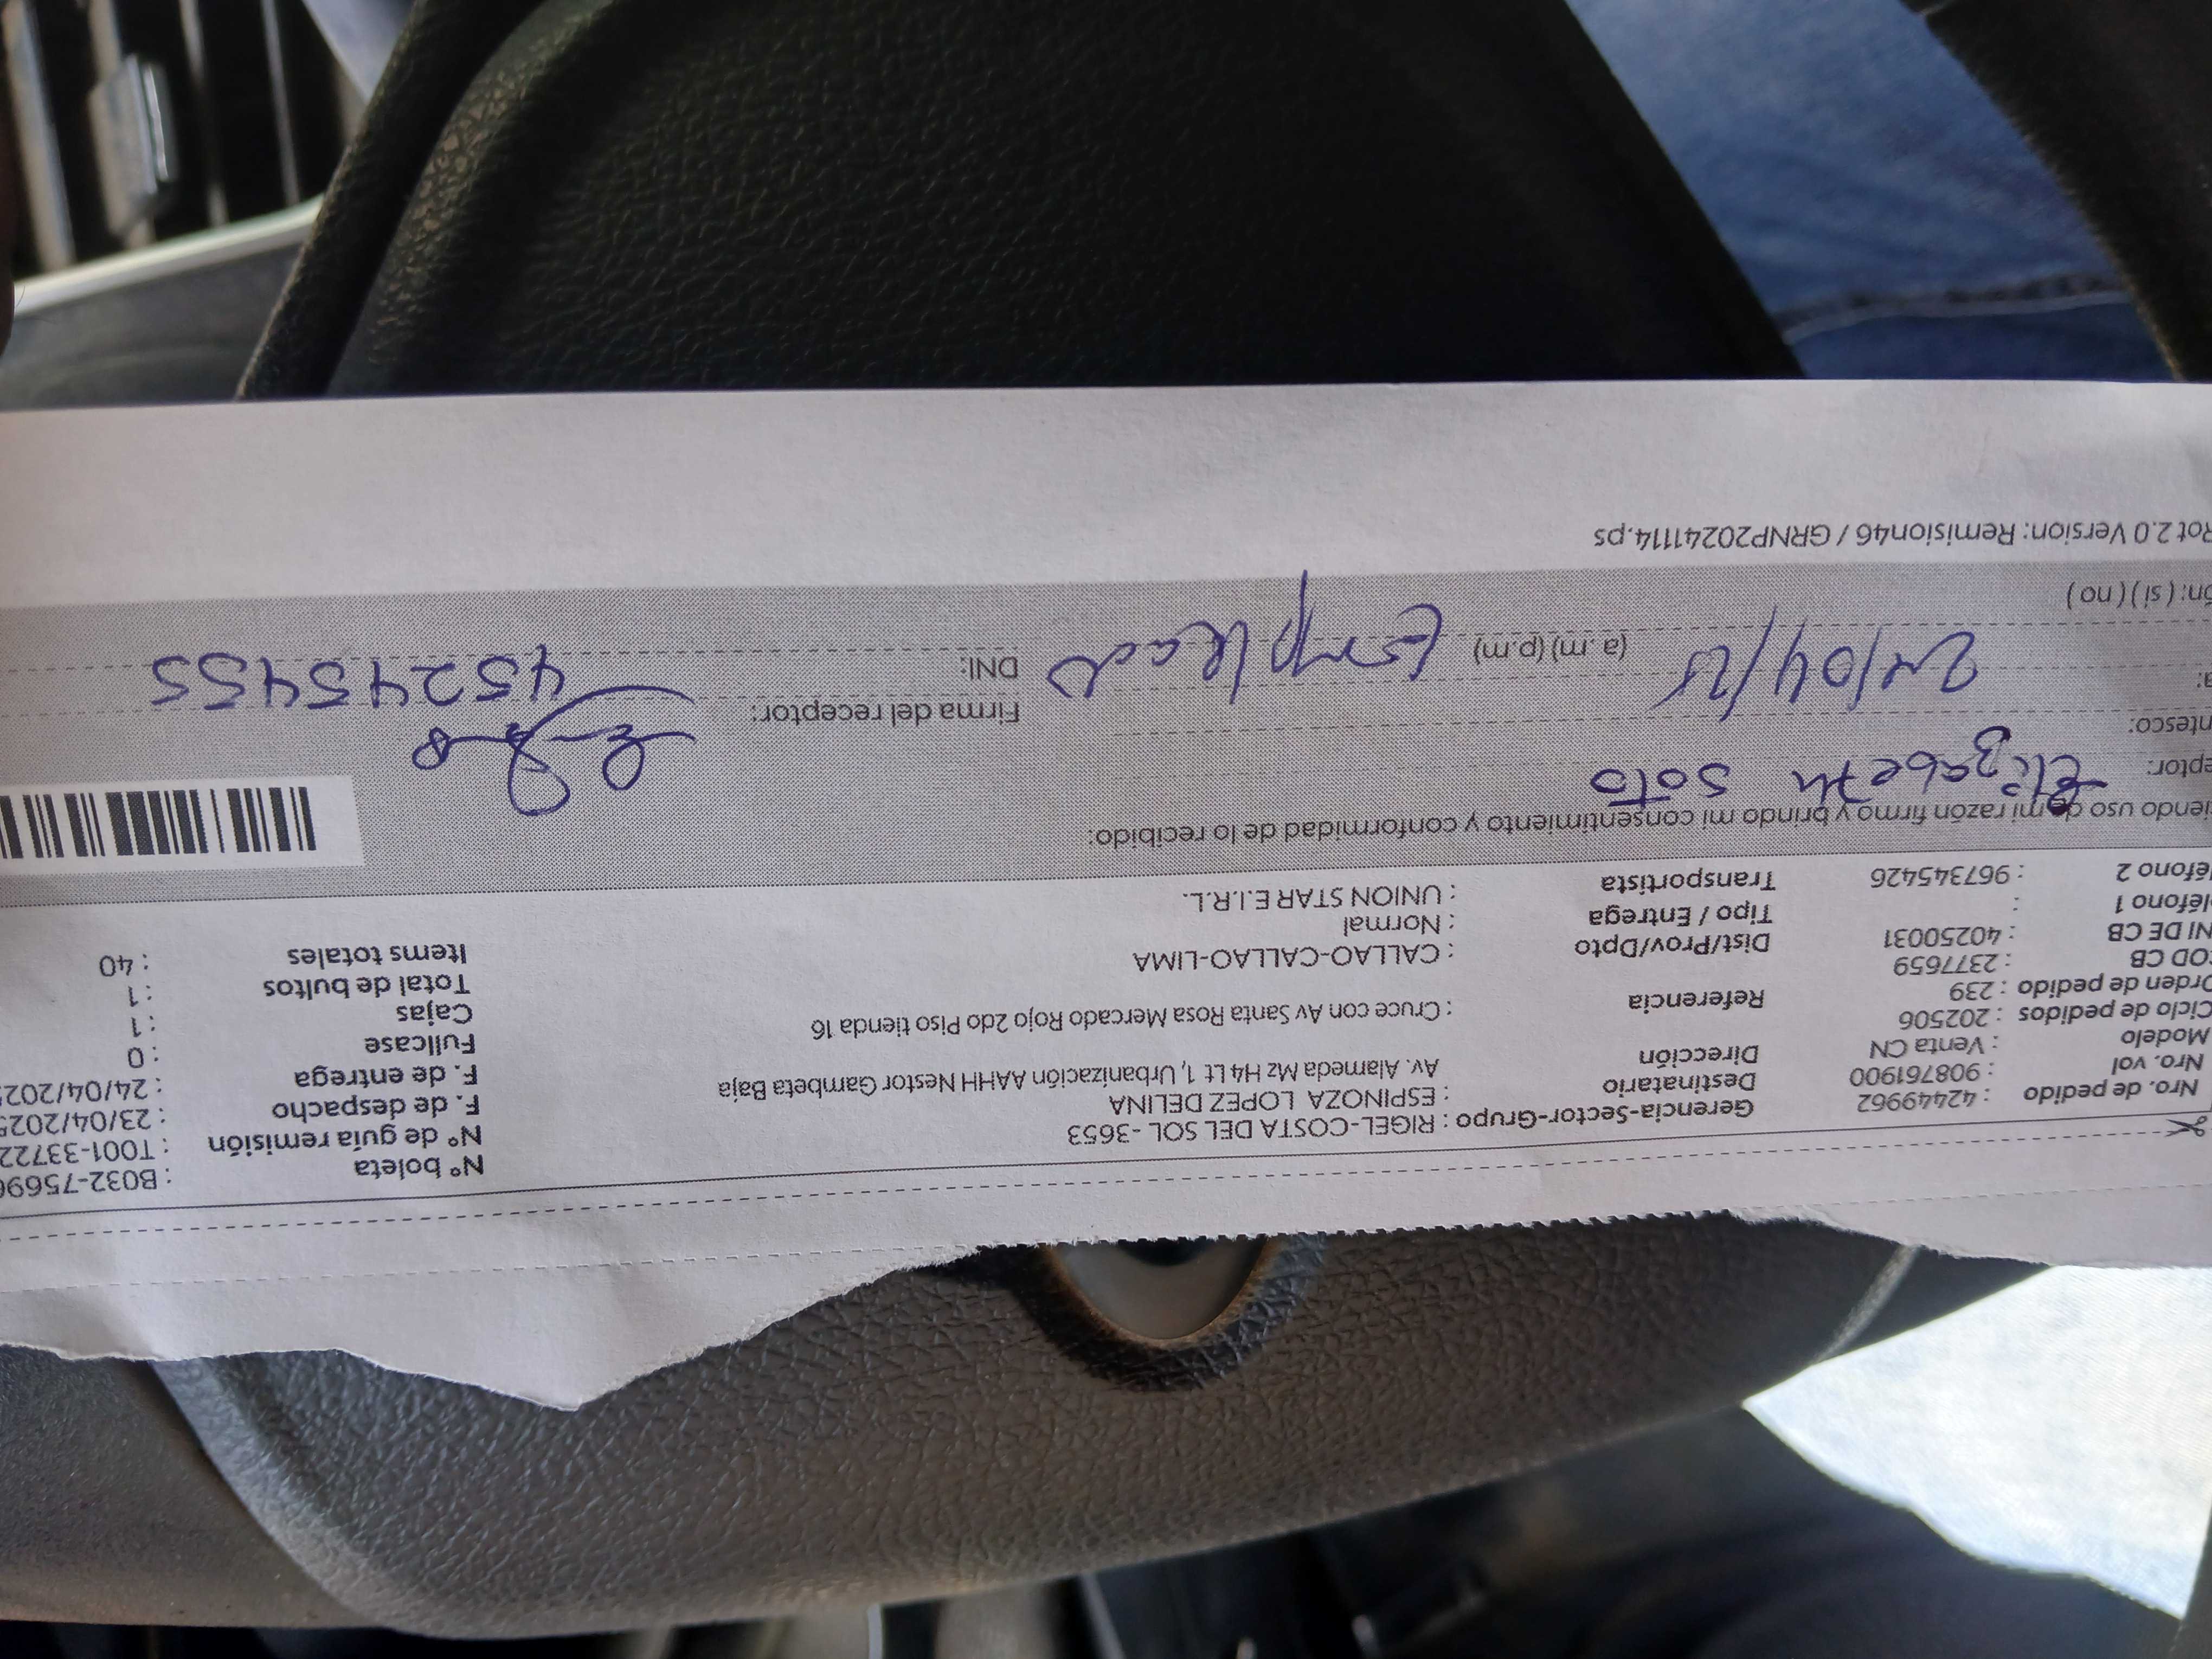 Nro. de pedido : 42449962 Gerencia-Sector-Grupo : RIGEL-COSTA DEL SOL - 3653 N° boleta : B032-7569
Nro. vol : 908761900 Destinatario : ESPINOZA LOPEZ DELINA N° de guía remisión : T001-33722
Modelo : Venta CN Dirección Av. Alameda Mz H4 Lt 1, Urbanización AAHH Nestor Gambeta Baja F. de despacho : 23/04/202
Ciclo de pedidos : 202506 F. de entrega : 24/04/202
Orden de pedido : 239 Referencia : Cruce con Av Santa Rosa Mercado Rojo 2do Piso tienda 16 Fullcase : 0
COD CB : 2377659 Cajas : 1
NI DE CB : 40250031 Dist/Prov/Dpto : CALLAO-CALLAO-LIMA Total de bultos : 1
léfono 1 : Tipo / Entrega : Normal Items totales : 40
léfono 2 : 967345426 Transportista : UNION STAR E.I.R.L.
iendo uso de mi razón firmo y brindo mi consentimiento y conformidad de lo recibido:
eptor: Elizabeth Soto
ntesco: Firma del receptor:
a: 24/04/25 (a.m) (p.m) Empleado DNI: 45245455
ón: ( si ) ( no )
Rot 2.0 Version: Remision46 / GRNP20241114.ps